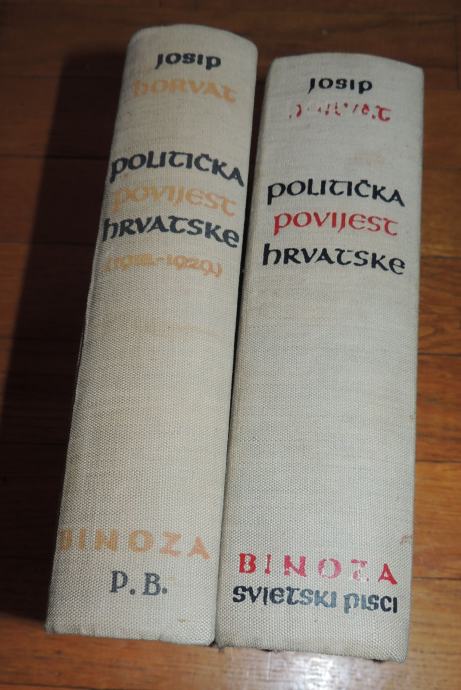 Josip
horvat
politička
povijest
hrvatske
(1918.-1929.)
BINOZA
P.B.
Josip
politička
povijest
hrvatske
BINOZA
svjetski pisci